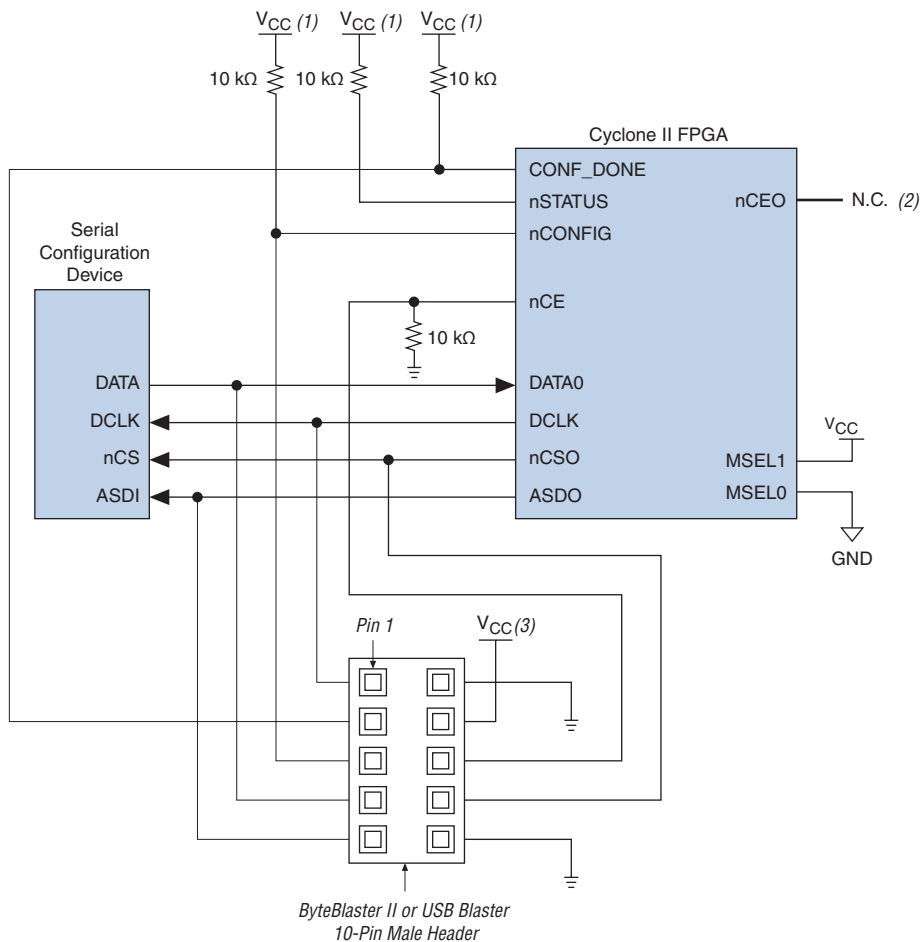 VCC (1) VCC (1) VCC (1)
10 kΩ 10 kΩ 10 kΩ
Cyclone II FPGA
CONF_DONE
nSTATUS
nCEO N.C. (2)
nCONFIG
Serial
Configuration
Device
nCE
10 kΩ
DATA DATA0
DCLK DCLK
VCC
nCS nCSO MSEL1
ASDI ASDO MSEL0
GND
Pin 1 VCC (3)
ByteBlaster II or USB Blaster
10-Pin Male Header